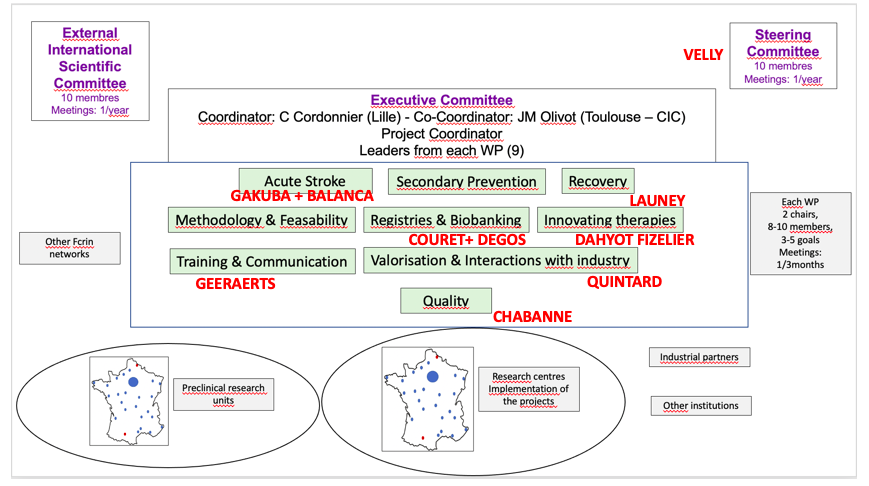 External
International
Scientific
Committee
10 membres
Meetings: 1/year
VELLY
Steering
Committee
10 membres
Meetings: 1/year
Executive Committee
Coordinator: C Cordonnier (Lille) - Co-Coordinator: JM Olivot (Toulouse – CIC)
Project Coordinator
Leaders from each WP (9)
Acute Stroke
GAKUBA + BALANCA
Secondary Prevention
Recovery
LAUNEY
Methodology & Feasability
Registries & Biobanking
COURET+ DEGOS
Innovating therapies
DAHYOT FIZELIER
Training & Communication
GEERAERTS
Valorisation & Interactions with industry
QUINTARD
Quality
CHABANNE
Other Fcrin
networks
Each WP
2 chairs,
8-10 members,
3-5 goals
Meetings:
1/3months
Preclinical research
units
Research centres
Implementation of
the projects
Industrial partners
Other institutions